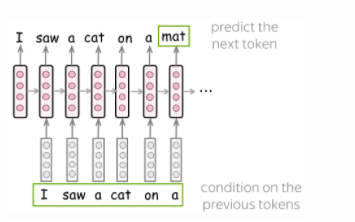 I saw a cat on a mat
predict the
next token
...
I saw a cat on a
condition on the
previous tokens